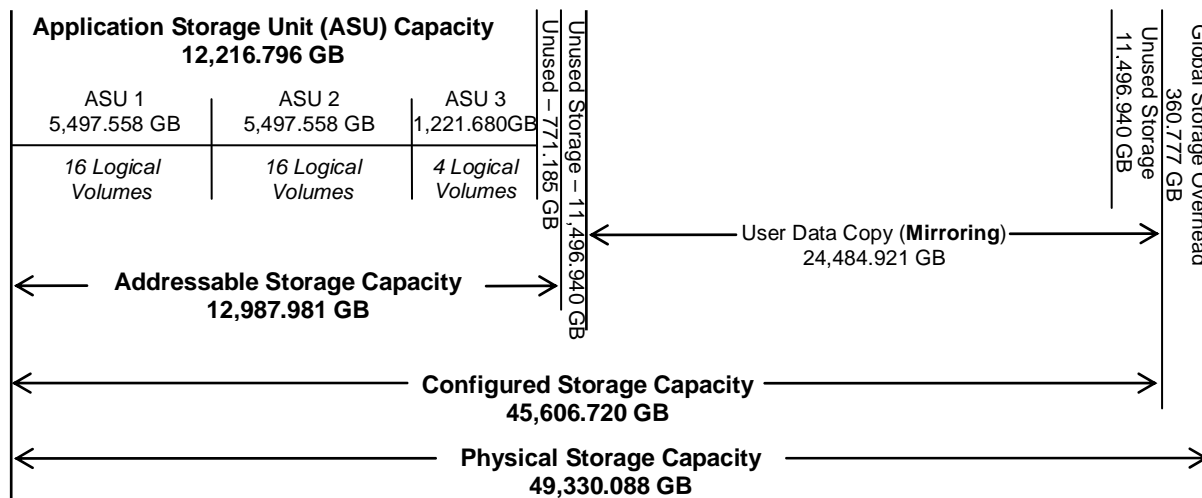 Application Storage Unit (ASU) Capacity
12,216.796 GB
ASU 1
5,497.558 GB
ASU 2
5,497.558 GB
ASU 3
1,221.680GB
16 Logical
Volumes
16 Logical
Volumes
4 Logical
Volumes
Unused – 771.185 GB
Unused Storage – 11,496.940 GB
Unused Storage
11.496.940 GB
Global Storage Overhead
360.777 GB
User Data Copy (Mirroring)
24,484.921 GB
Addressable Storage Capacity
12,987.981 GB
Configured Storage Capacity
45,606.720 GB
Physical Storage Capacity
49,330.088 GB